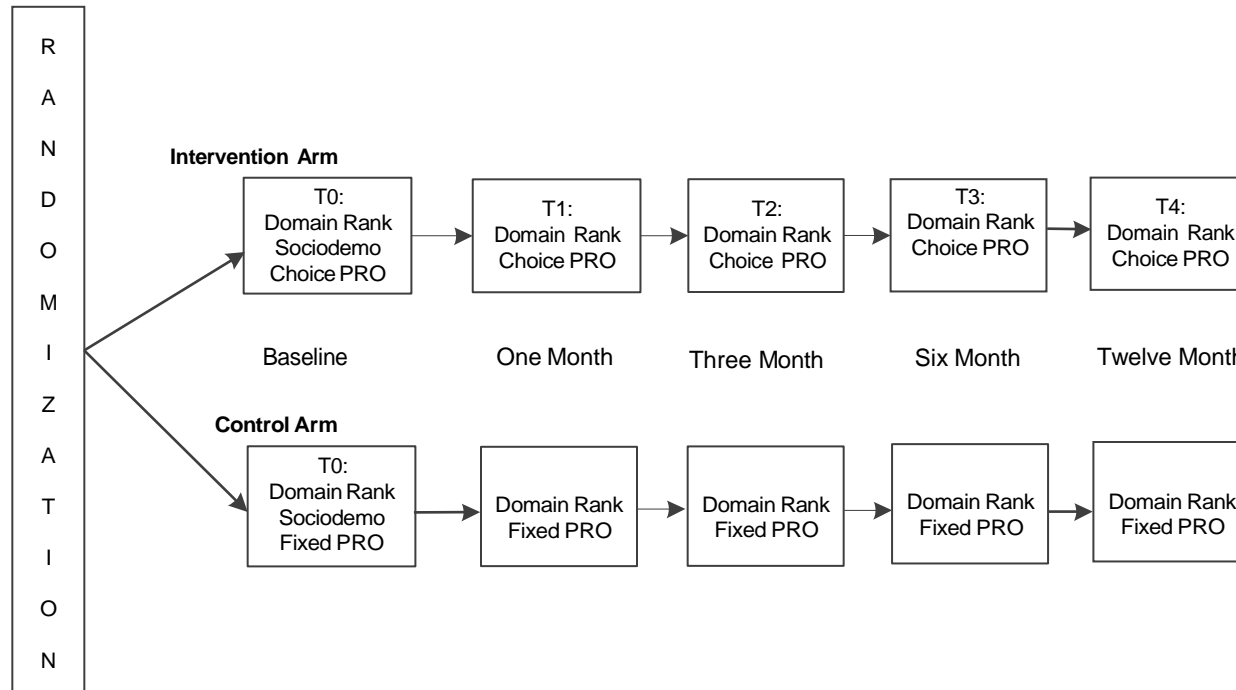 R
A
N
D
O
M
I
Z
A
T
I
O
N
Intervention Arm
T0:
Domain Rank
Sociodemo
Choice PRO
T1:
Domain Rank
Choice PRO
T2:
Domain Rank
Choice PRO
T3:
Domain Rank
Choice PRO
T4:
Domain Rank
Choice PRO
Baseline
One Month
Three Month
Six Month
Twelve Month
Control Arm
T0:
Domain Rank
Sociodemo
Fixed PRO
Domain Rank
Fixed PRO
Domain Rank
Fixed PRO
Domain Rank
Fixed PRO
Domain Rank
Fixed PRO